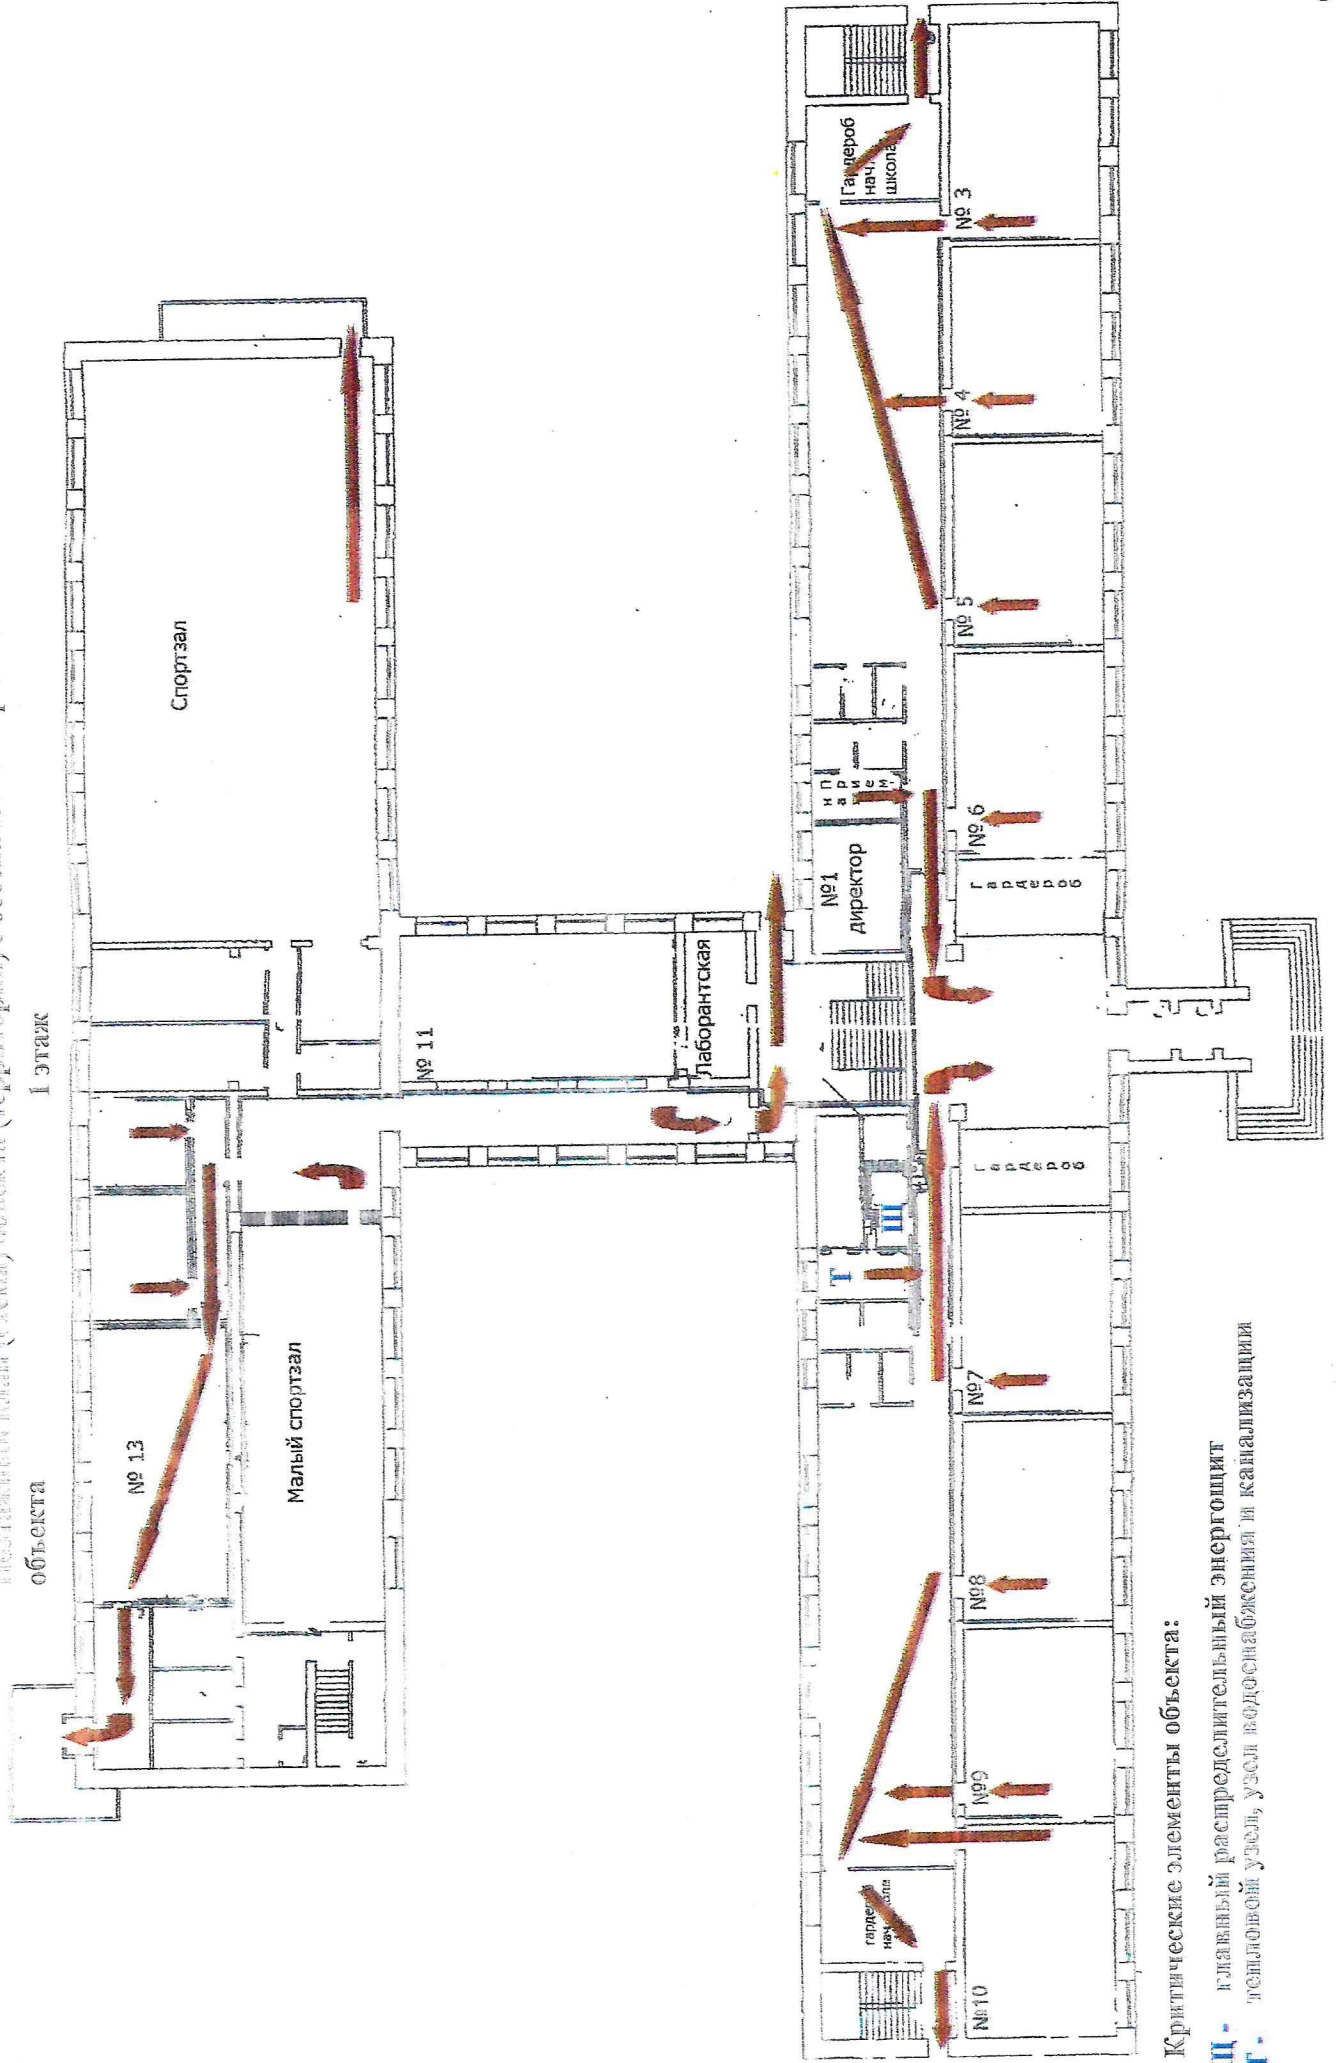 объекта
1 этаж
Спортзал
№ 13
Малый спортзал
№ 11
Лаборантская
№1
директор
Прием
Гардероб
нач.
школа
№ 3
№ 4
№ 5
№ 6
Гардероб
Гардероб
Т
Щ
№7
№8
№9
№10
Критические элементы объекта:
Щ - главный распределительный энергощит
Т - тепловой узел, узел водоснабжения и канализации